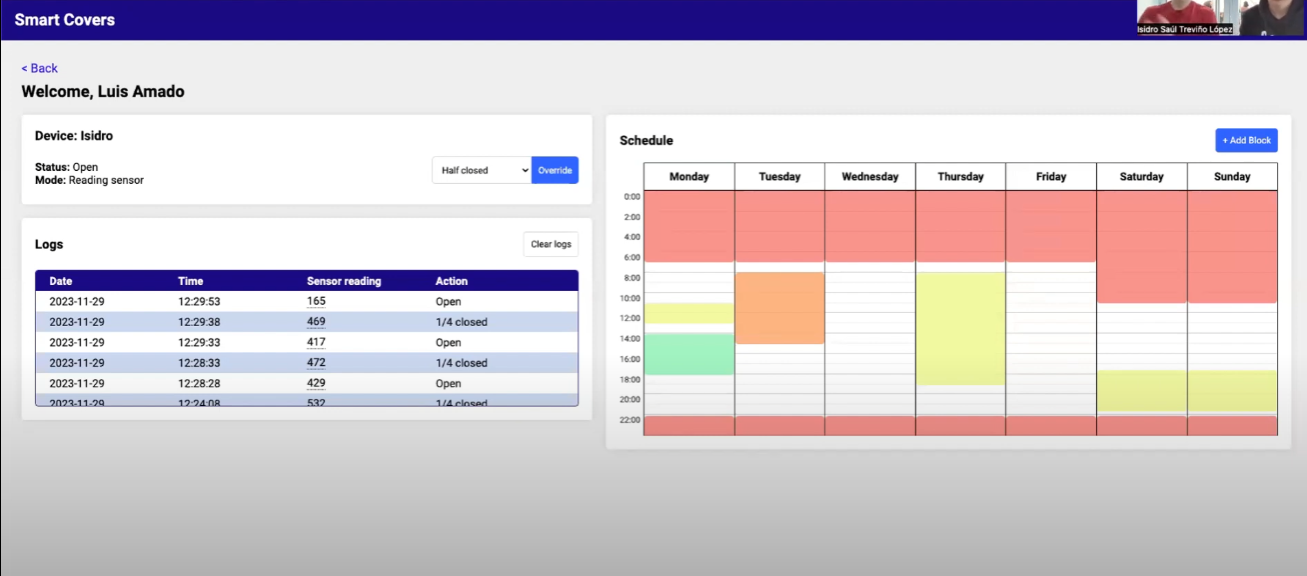 Smart Covers
Isidro Saúl Treviño López
< Back
Welcome, Luis Amado
Device: Isidro
Status: Open
Mode: Reading sensor
Half closed
Override
Logs
Clear logs
Date Time Sensor reading Action
2023-11-29 12:29:53 165 Open
2023-11-29 12:29:38 469 1/4 closed
2023-11-29 12:29:33 417 Open
2023-11-29 12:28:33 472 1/4 closed
2023-11-29 12:28:28 429 Open
2023-11-29 12:24:08 532 1/4 closed
Schedule
+ Add Block
Monday Tuesday Wednesday Thursday Friday Saturday Sunday
0:00
2:00
4:00
6:00
8:00
10:00
12:00
14:00
16:00
18:00
20:00
22:00